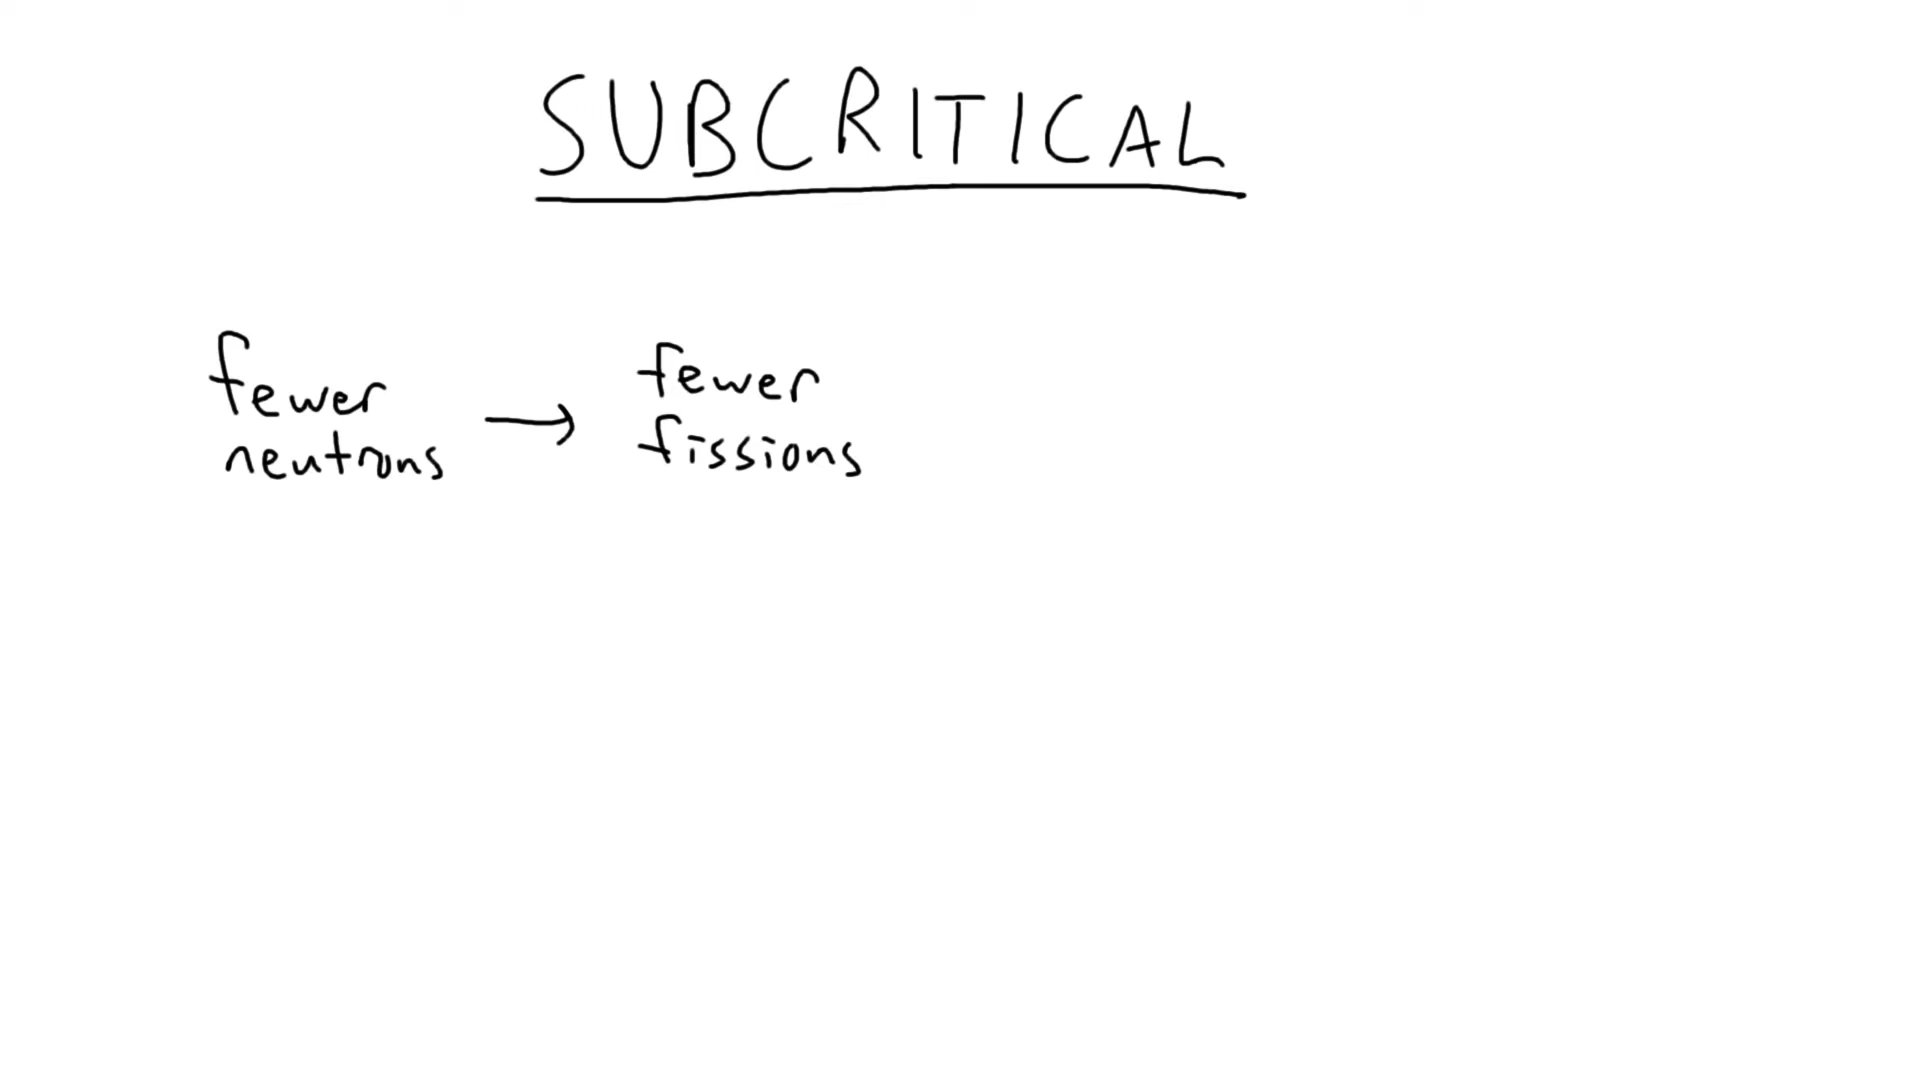 SUBCRITICAL
fewer
neutrons
→
fewer
fissions